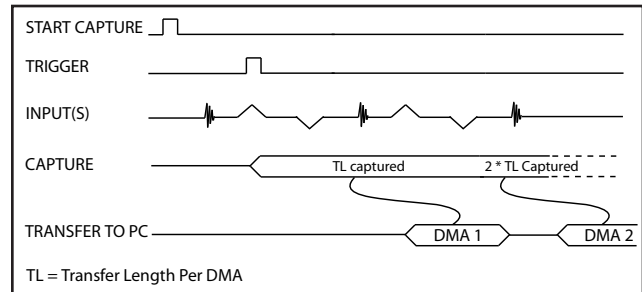 START CAPTURE
TRIGGER
INPUT(S)
CAPTURE
TL captured
2 * TL Captured
TRANSFER TO PC
DMA 1
DMA 2
TL = Transfer Length Per DMA